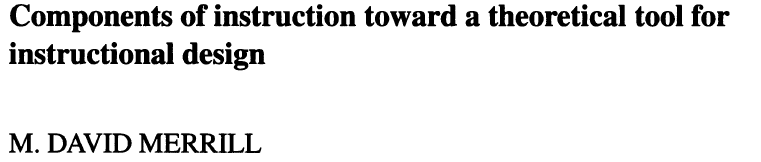 Components of instruction toward a theoretical tool for
instructional design
M. DAVID MERRILL